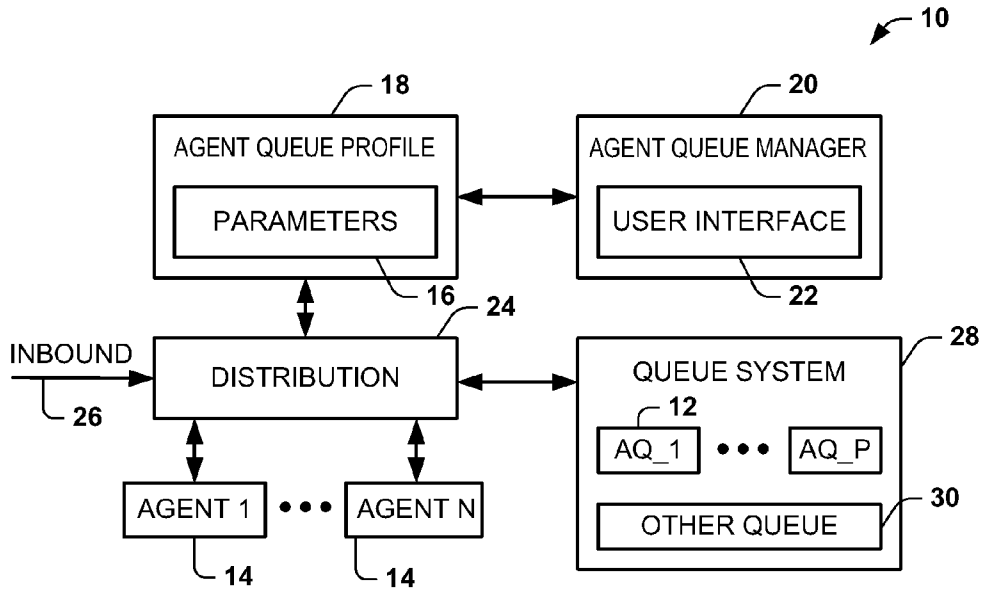 10
18
20
AGENT QUEUE PROFILE
AGENT QUEUE MANAGER
PARAMETERS
USER INTERFACE
16
22
24
28
INBOUND
26
DISTRIBUTION
QUEUE SYSTEM
12
AQ_1 ••• AQ_P
AGENT 1 ••• AGENT N
30
OTHER QUEUE
14
14